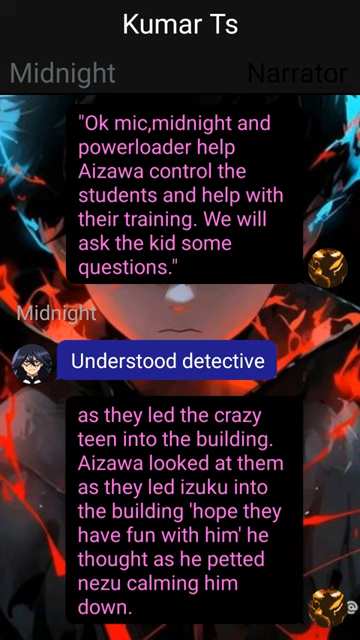 Kumar Ts
Midnight Narrator
"Ok mic,midnight and
powerloader help
Aizawa control the
students and help with
their training. We will
ask the kid some
questions."
Midnight
Understood detective
as they led the crazy
teen into the building.
Aizawa looked at them
as they led izuku into
the building 'hope they
have fun with him' he
thought as he petted
nezu calming him
down.
@